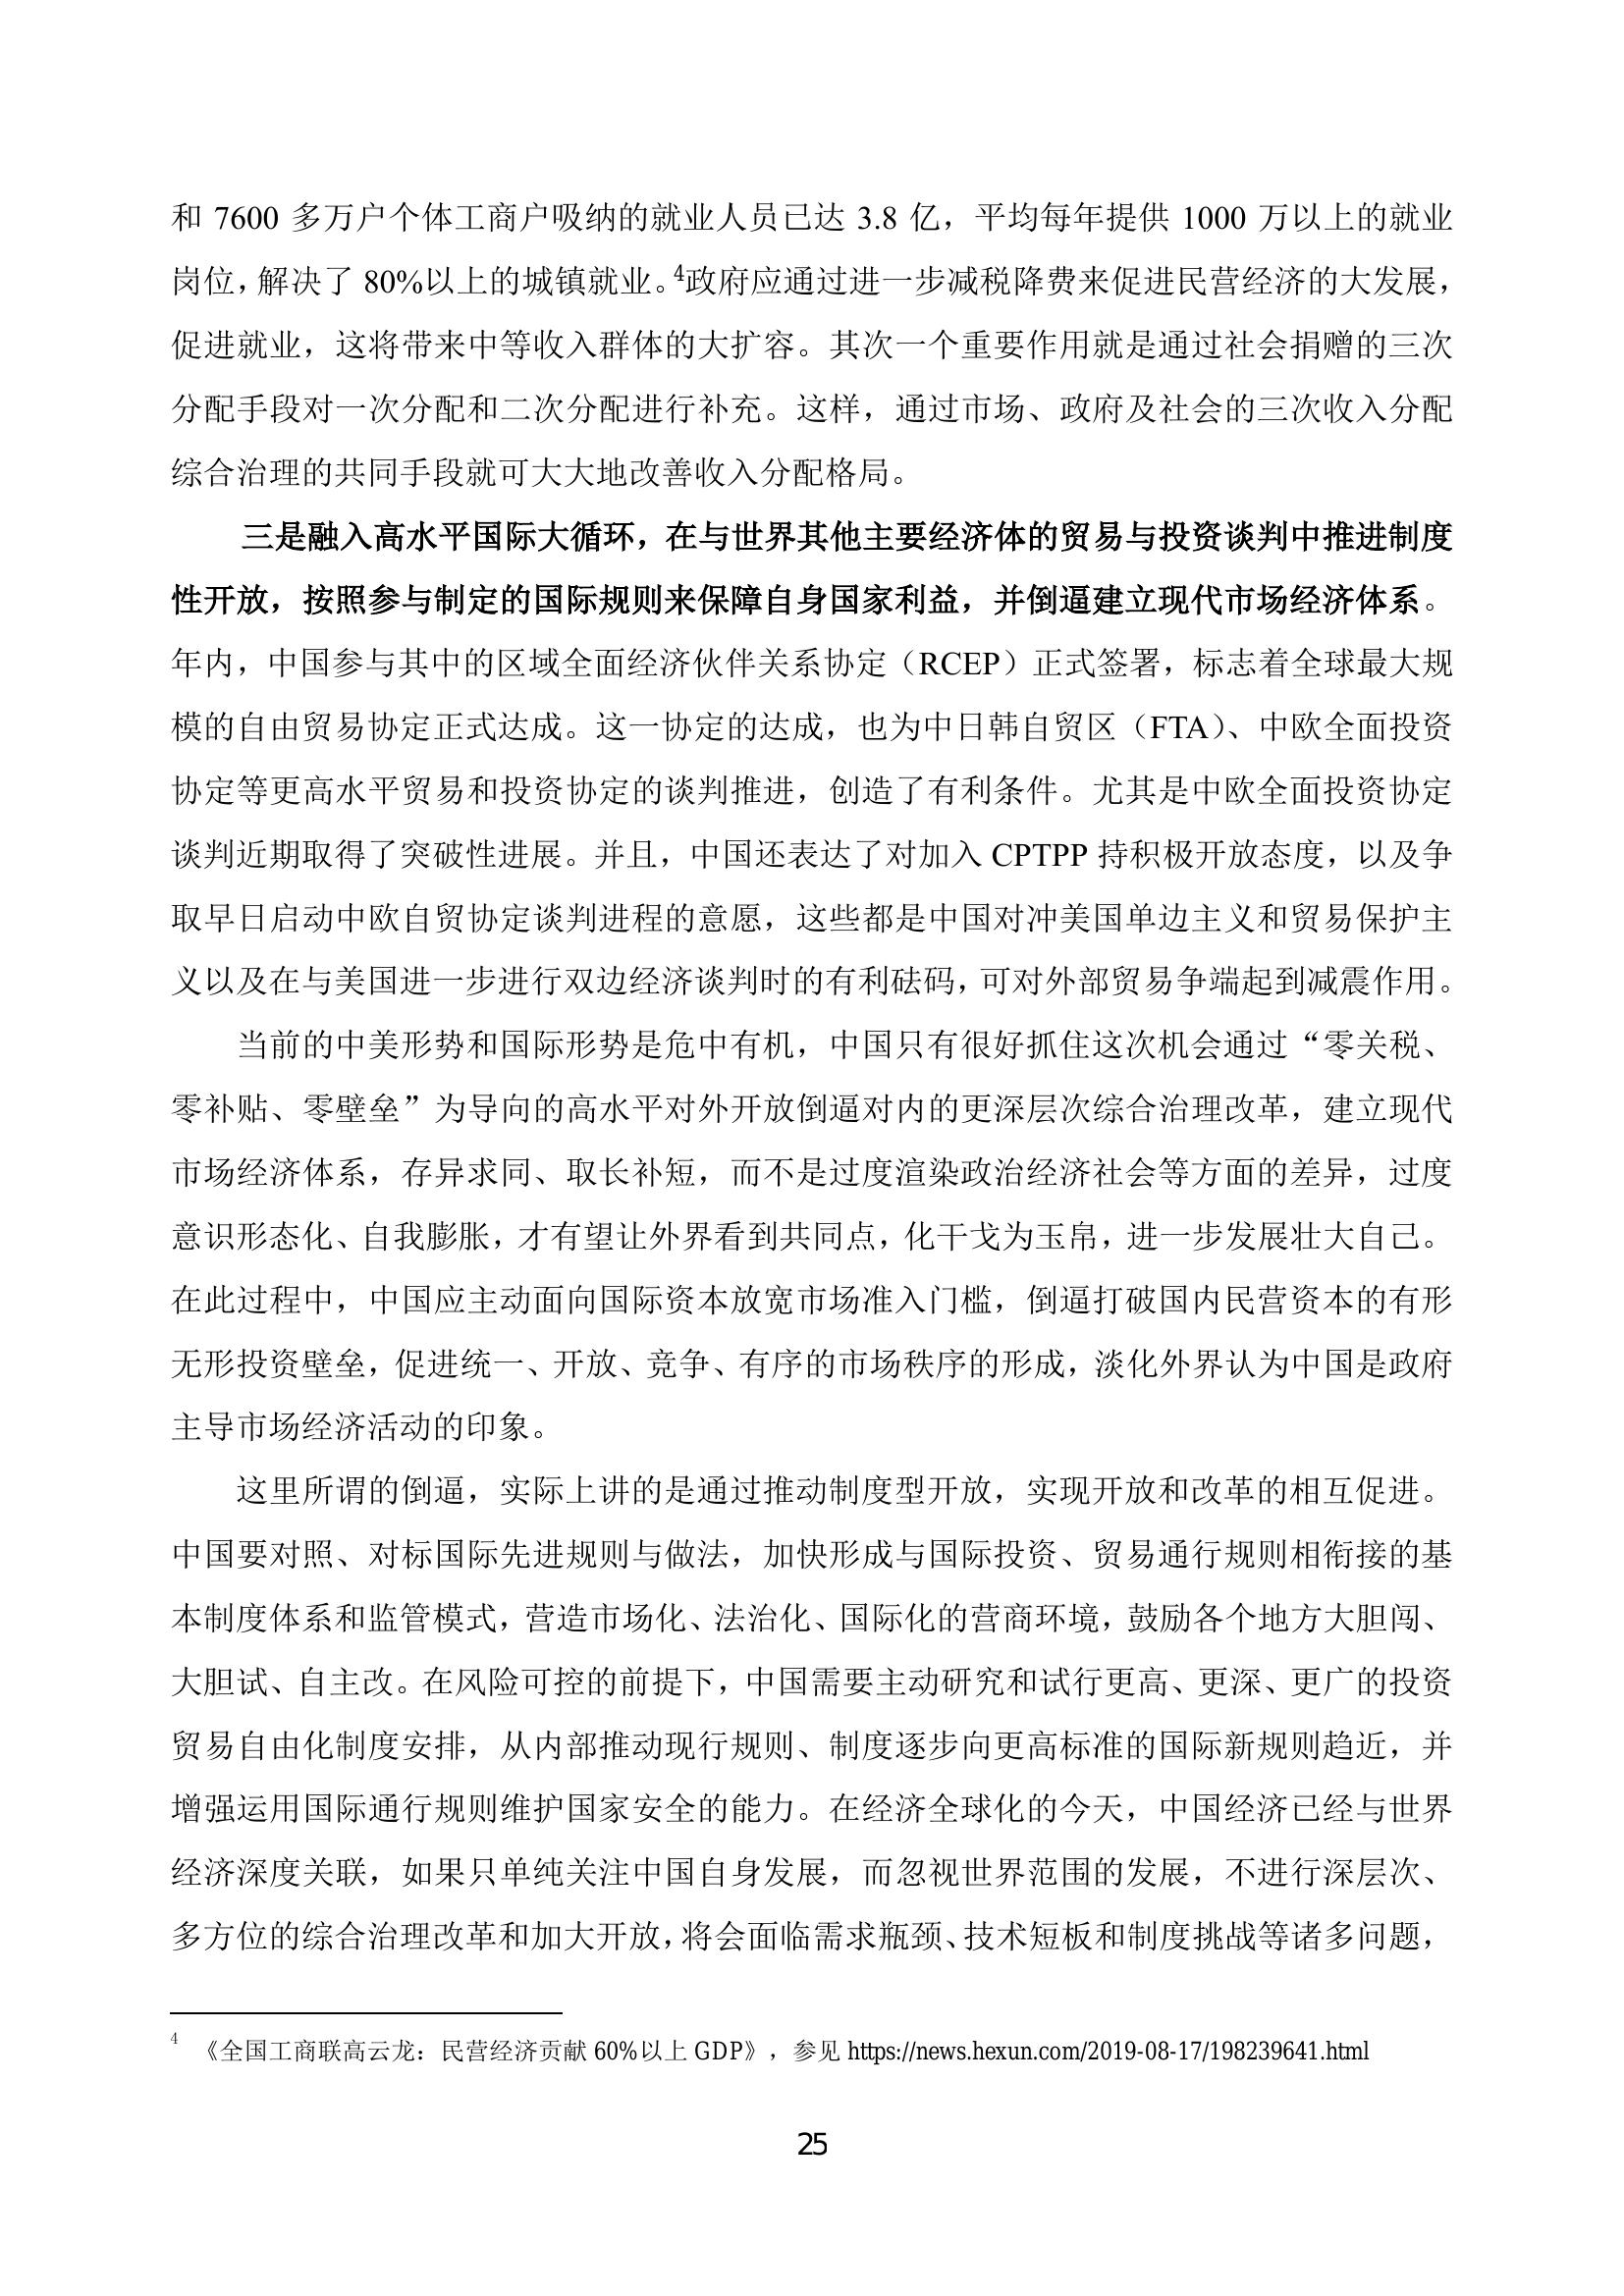 和 7600 多万户个体工商户吸纳的就业人员已达 3.8 亿，平均每年提供 1000 万以上的就业
岗位，解决了 80%以上的城镇就业。4政府应通过进一步减税降费来促进民营经济的大发展，
促进就业，这将带来中等收入群体的大扩容。其次一个重要作用就是通过社会捐赠的三次
分配手段对一次分配和二次分配进行补充。这样，通过市场、政府及社会的三次收入分配
综合治理的共同手段就可大大地改善收入分配格局。
三是融入高水平国际大循环，在与世界其他主要经济体的贸易与投资谈判中推进制度
性开放，按照参与制定的国际规则来保障自身国家利益，并倒逼建立现代市场经济体系。
年内，中国参与其中的区域全面经济伙伴关系协定（RCEP）正式签署，标志着全球最大规
模的自由贸易协定正式达成。这一协定的达成，也为中日韩自贸区（FTA）、中欧全面投资
协定等更高水平贸易和投资协定的谈判推进，创造了有利条件。尤其是中欧全面投资协定
谈判近期取得了突破性进展。并且，中国还表达了对加入 CPTPP 持积极开放态度，以及争
取早日启动中欧自贸协定谈判进程的意愿，这些都是中国对冲美国单边主义和贸易保护主
义以及在与美国进一步进行双边经济谈判时的有利砝码，可对外部贸易争端起到减震作用。
当前的中美形势和国际形势是危中有机，中国只有很好抓住这次机会通过“零关税、
零补贴、零壁垒”为导向的高水平对外开放倒逼对内的更深层次综合治理改革，建立现代
市场经济体系，存异求同、取长补短，而不是过度渲染政治经济社会等方面的差异，过度
意识形态化、自我膨胀，才有望让外界看到共同点，化干戈为玉帛，进一步发展壮大自己。
在此过程中，中国应主动面向国际资本放宽市场准入门槛，倒逼打破国内民营资本的有形
无形投资壁垒，促进统一、开放、竞争、有序的市场秩序的形成，淡化外界认为中国是政府
主导市场经济活动的印象。
这里所谓的倒逼，实际上讲的是通过推动制度型开放，实现开放和改革的相互促进。
中国要对照、对标国际先进规则与做法，加快形成与国际投资、贸易通行规则相衔接的基
本制度体系和监管模式，营造市场化、法治化、国际化的营商环境，鼓励各个地方大胆闯、
大胆试、自主改。在风险可控的前提下，中国需要主动研究和试行更高、更深、更广的投资
贸易自由化制度安排，从内部推动现行规则、制度逐步向更高标准的国际新规则趋近，并
增强运用国际通行规则维护国家安全的能力。在经济全球化的今天，中国经济已经与世界
经济深度关联，如果只单纯关注中国自身发展，而忽视世界范围的发展，不进行深层次、
多方位的综合治理改革和加大开放，将会面临需求瓶颈、技术短板和制度挑战等诸多问题，
4 《全国工商联高云龙：民营经济贡献 60%以上 GDP》，参见 https://news.hexun.com/2019-08-17/198239641.html
25